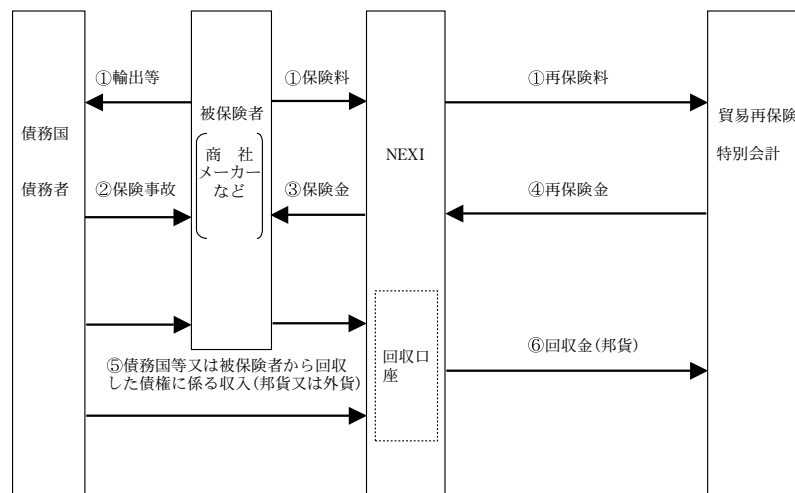 ①輸出等
①保険料
①再保険料
債務国
債務者
被保険者
商　社
メーカー
など
NEXI
貿易再保険
特別会計
②保険事故
③保険金
④再保険金
⑤債務国等又は被保険者から回収
した債権に係る収入(邦貨又は外貨)
回収口
座
⑥回収金(邦貨)